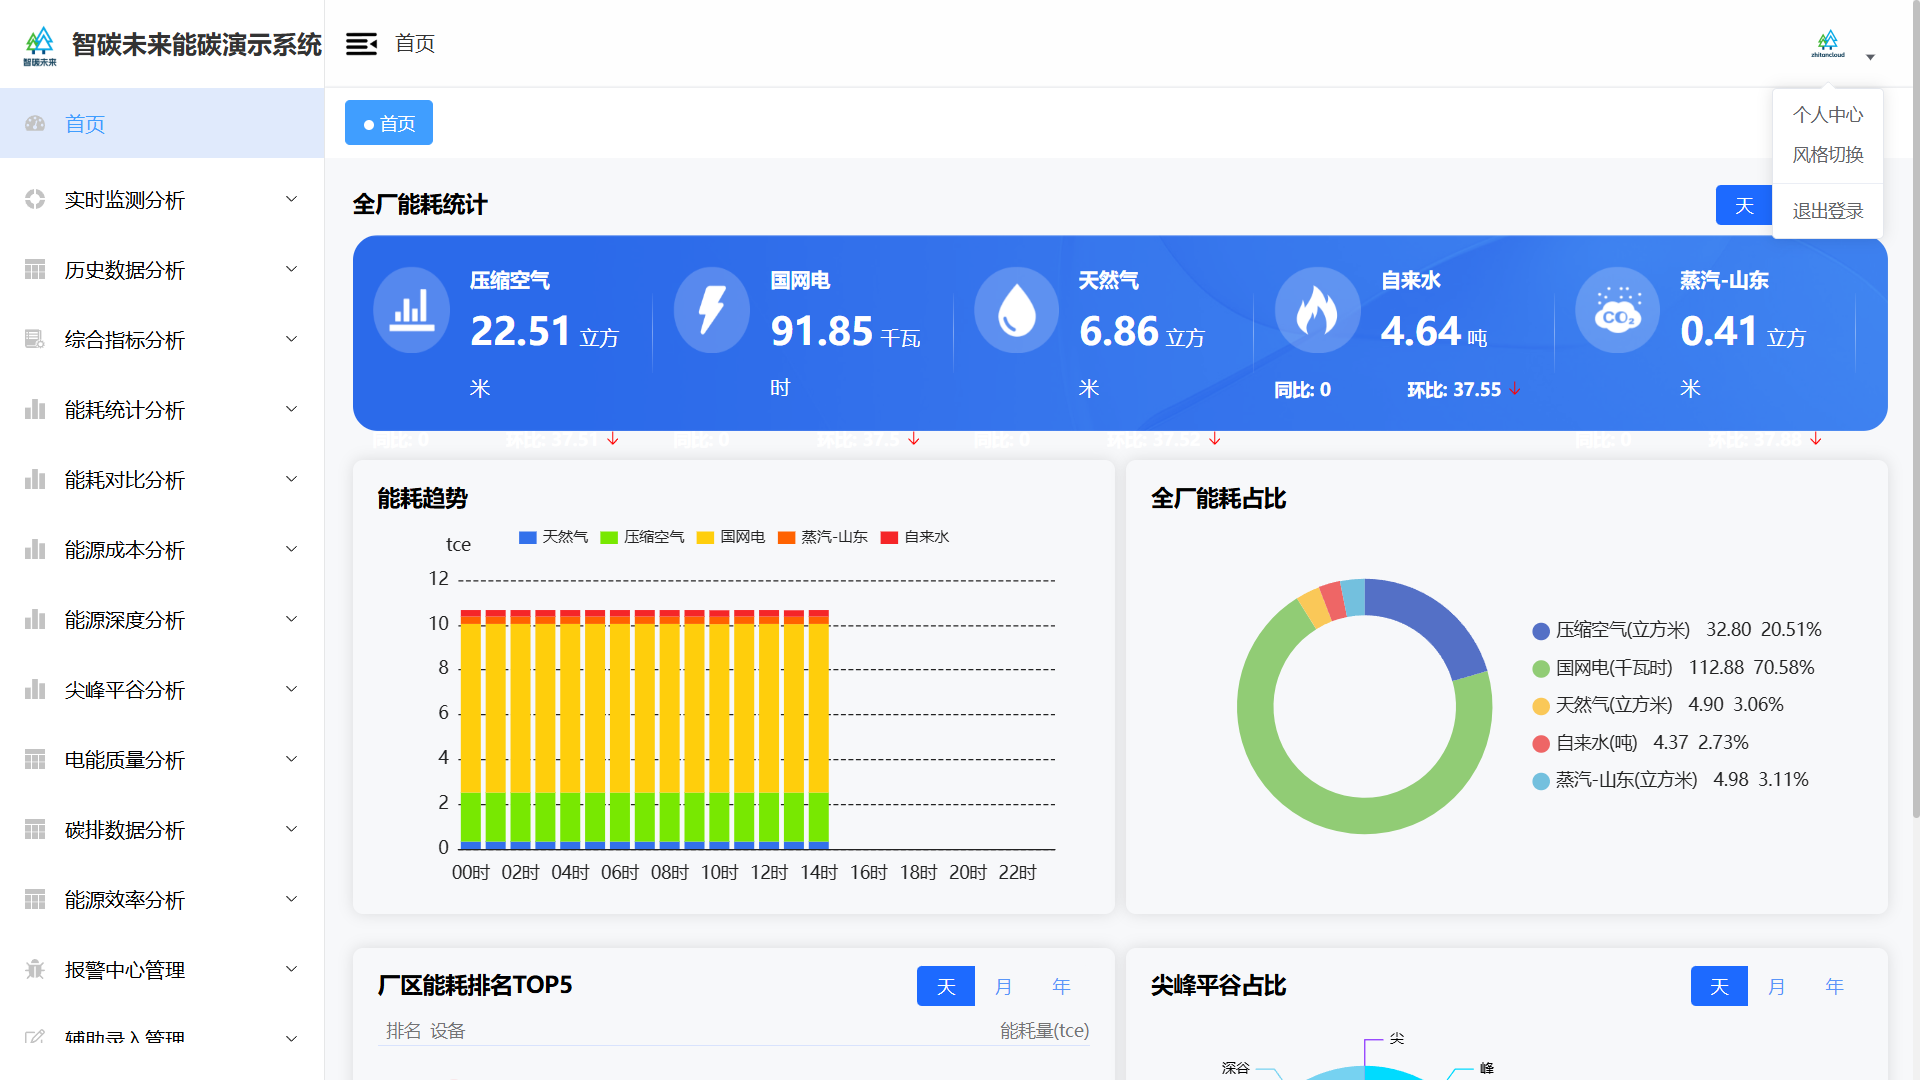 智碳未来
智碳未来能碳演示系统
首页
zhitancloud
首页
实时监测分析
历史数据分析
综合指标分析
能耗统计分析
能耗对比分析
能源成本分析
能源深度分析
尖峰平谷分析
电能质量分析
碳排数据分析
能源效率分析
报警中心管理
辅助录入管理
首页
个人中心
风格切换
退出登录
全厂能耗统计
天
压缩空气
22.51 立方
米
同比: 0 环比: 37.51
国网电
91.85 千瓦
时
同比: 0 环比: 37.5
天然气
6.86 立方
米
同比: 0 环比: 37.52
自来水
4.64 吨
同比: 0 环比: 37.55
CO₂
蒸汽-山东
0.41 立方
米
同比: 0 环比: 37.88
能耗趋势
tce
天然气 压缩空气 国网电 蒸汽-山东 自来水
12
10
8
6
4
2
0
00时 02时 04时 06时 08时 10时 12时 14时 16时 18时 20时 22时
全厂能耗占比
压缩空气(立方米) 32.80 20.51%
国网电(千瓦时) 112.88 70.58%
天然气(立方米) 4.90 3.06%
自来水(吨) 4.37 2.73%
蒸汽-山东(立方米) 4.98 3.11%
厂区能耗排名TOP5
天 月 年
排名 设备 能耗量(tce)
尖峰平谷占比
天 月 年
尖
深谷
峰